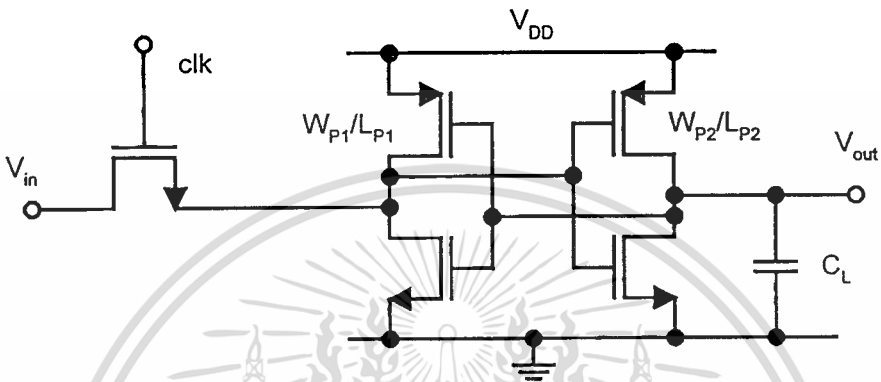 V_DD
clk
W_P1/L_P1
W_P2/L_P2
V_out
V_in
C_L